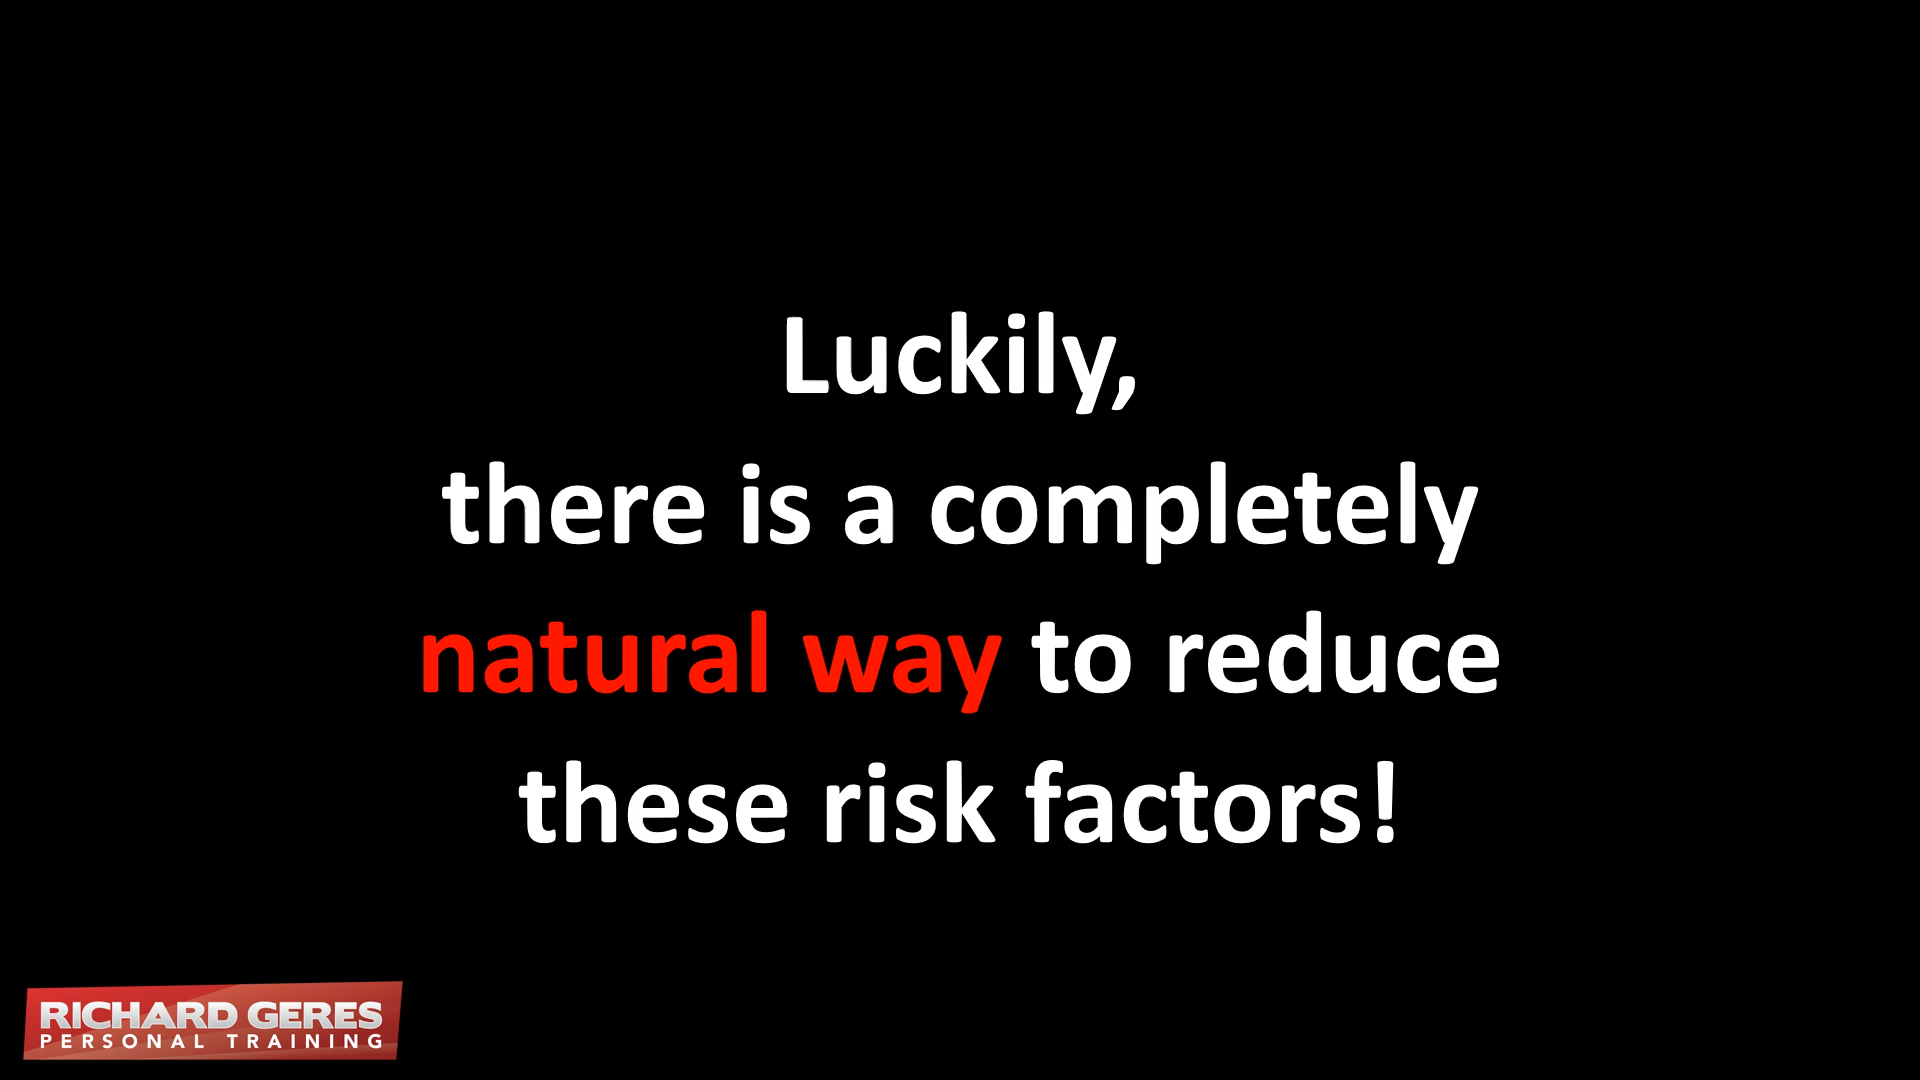 Luckily,
there is a completely
natural way to reduce
these risk factors!
RICHARD GERES
PERSONAL TRAINING